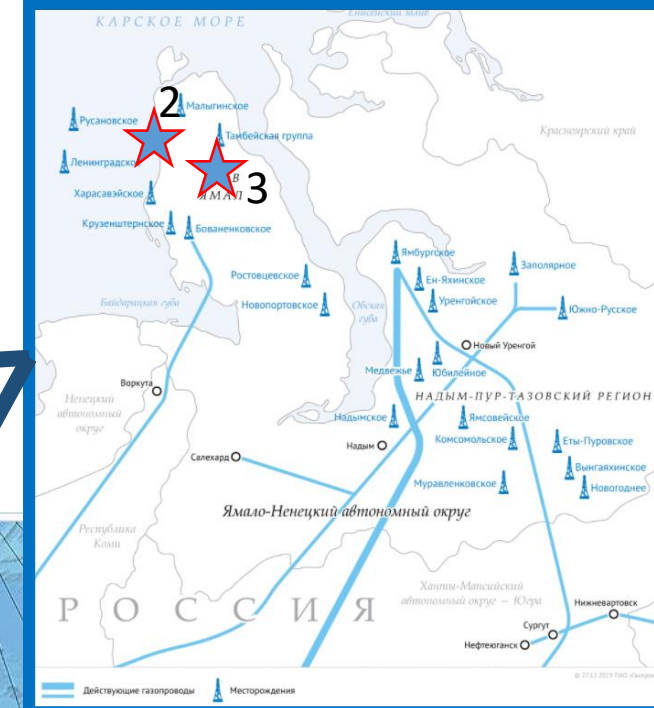 Енисейский залив
КАРСКОЕ МОРЕ
2
Малыгинское
Русановское
Тамбейская группа
Красноярский край
Ленинградско
3
В
ЯМАЛ
Харасавэйское
Крузенштернское
Бованенковское
Ямбургское
Заполярное
Ростовцевское
Ен-Яхинское
Байдарацкая губа
Новопортовское
Обская
губа
Уренгойское
Южно-Русское
Новый Уренгой
Медвежье
Юбилейное
Воркута
Ненецкий
автономный
округ
НАДЫМ-ПУР-ТАЗОВСКИЙ РЕГИОН
Надымское
Ямсовейское
Надым
Комсомольское
Еты-Пуровское
Салехард
Вынгаяхинское
Муравленковское
Новогоднее
Ямало-Ненецкий автономный округ
Республика
Коми
Ханты-Мансийский
автономный округ — Югра
РОССИЯ
Нижневартовск
Сургут
Нефтеюганск
Действующие газопроводы
Месторождения